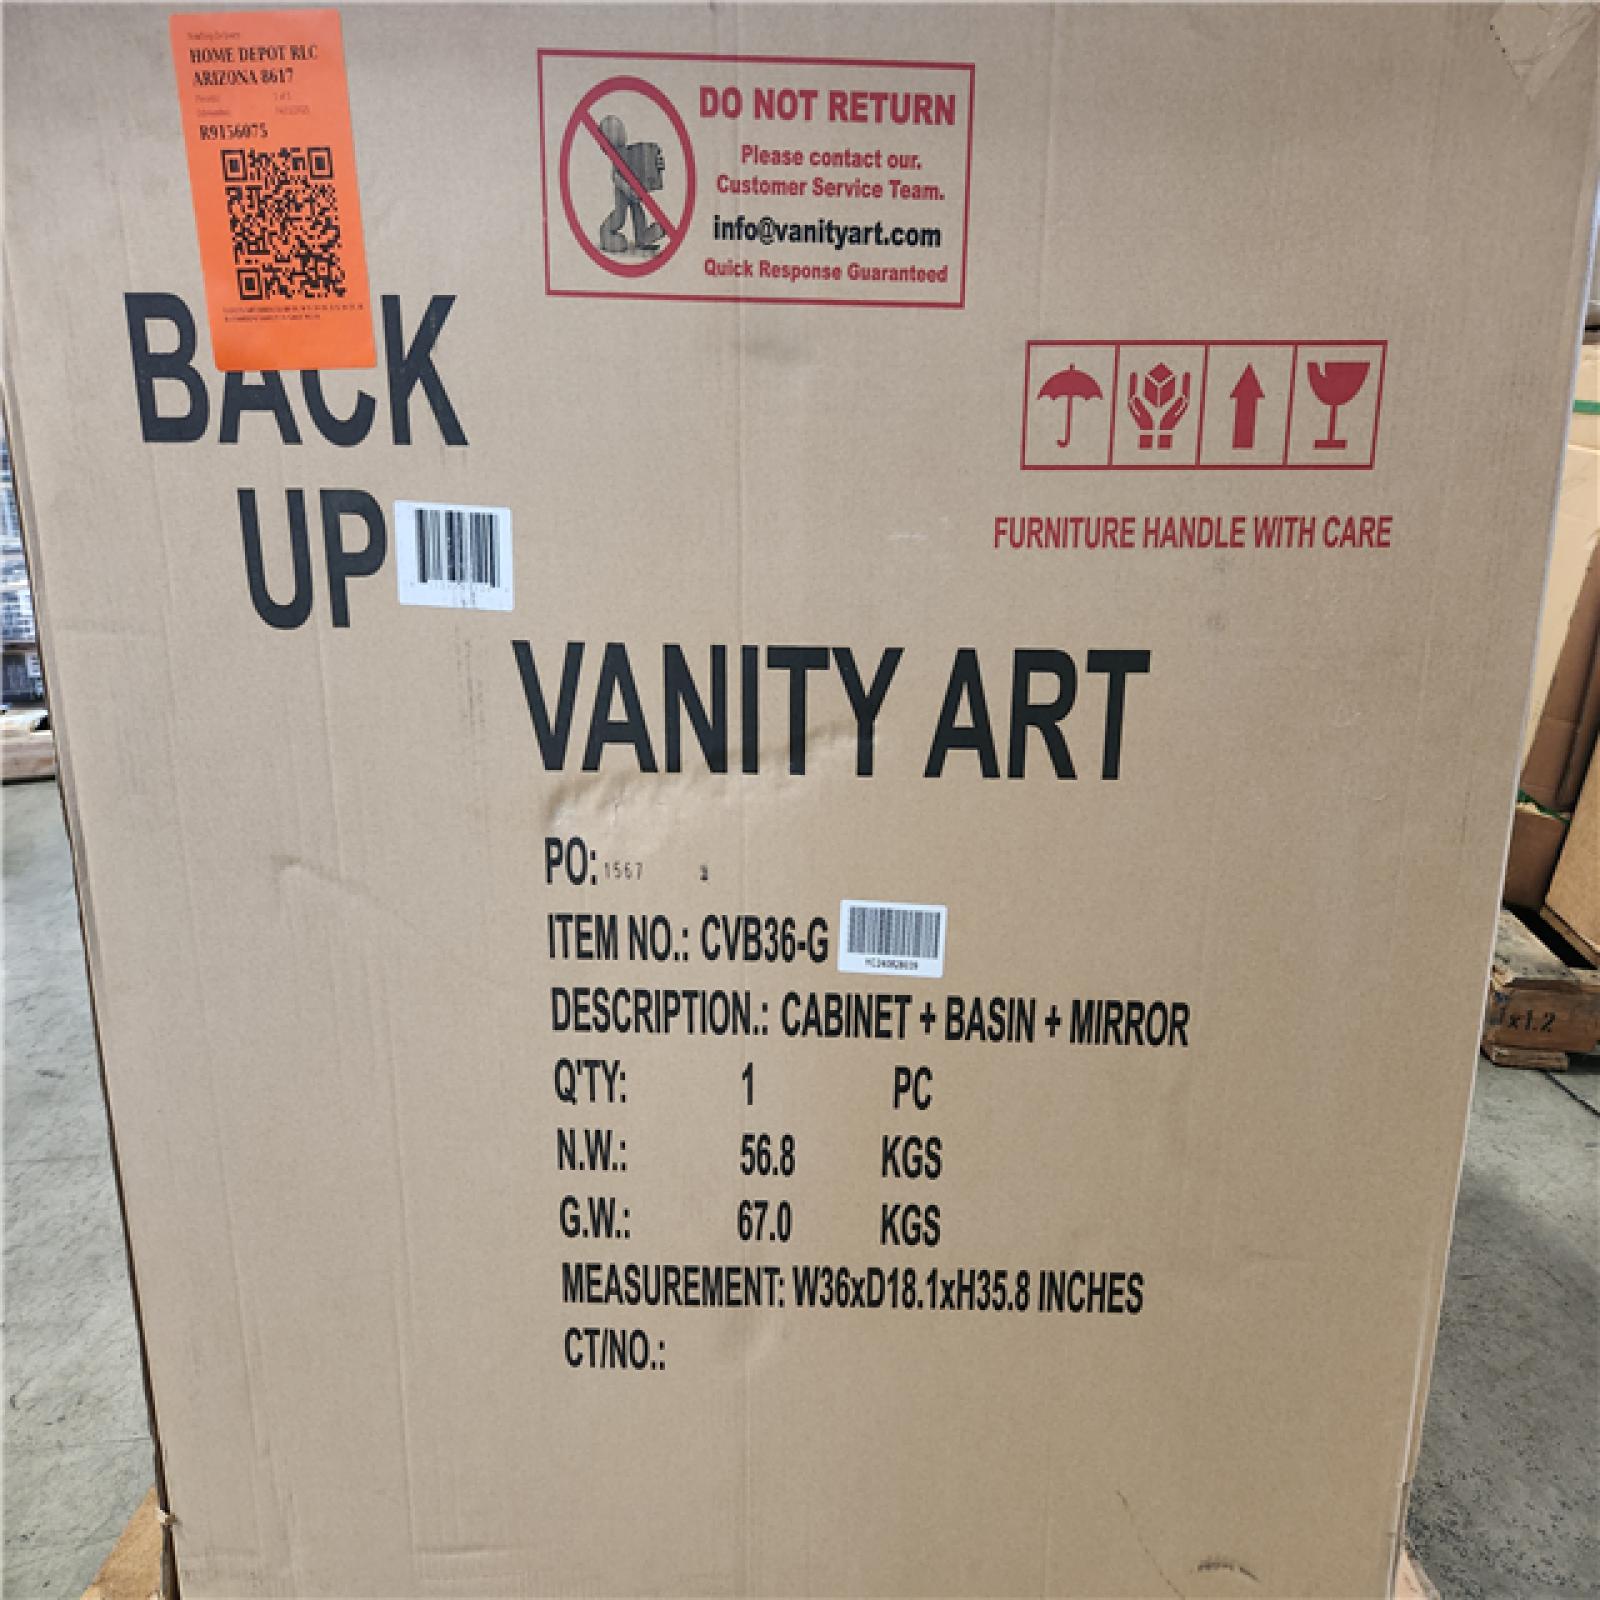 HOME DEPOT RLC
ARIZONA 8617
R9156075
DO NOT RETURN
Please contact our.
Customer Service Team.
info@vanityart.com
Quick Response Guaranteed
BACK
UP
FURNITURE HANDLE WITH CARE
VANITY ART
PO: 1567
ITEM NO.: CVB36-G
DESCRIPTION.: CABINET + BASIN + MIRROR
Q'TY: 1 PC
N.W.: 56.8 KGS
G.W.: 67.0 KGS
MEASUREMENT: W36xD18.1xH35.8 INCHES
CT/NO.: